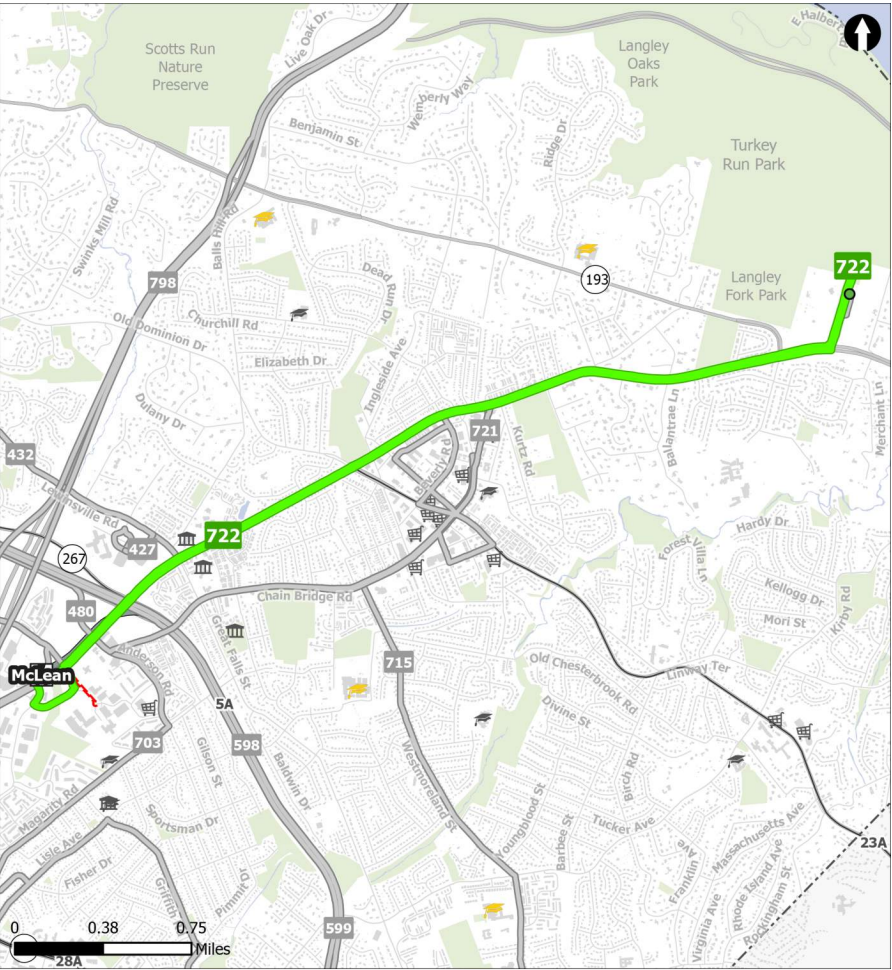 Scotts Run
Nature
Preserve
Live Oak Dr
Langley
Oaks
Park
Wemberly Way
Benjamin St
Ridge Dr
Turkey
Run Park
Swinks Mill Rd
Balls Hill Rd
Dead Run Dr
193
Langley
Fork Park
722
798
Old Dominion Dr
Churchill Rd
Elizabeth Dr
Ingleside Ave
Dulany Dr
Merchant Ln
432
721
Beverly Rd
Kurtz Rd
Ballantrae Ln
Lewinsville Rd
427
722
267
Hardy Dr
Forest Villa Ln
Kellogg Dr
Mori St
Kirby Rd
480
Chain Bridge Rd
Great Falls St
Anderson Rd
McLean
715
Old Chesterbrook Rd
Linway Ter
5A
Divine St
703
598
Gilson St
Baldwin Dr
Westmoreland St
Birch Rd
Magarity Rd
Sportsman Dr
Youngblood St
Barbee St
Tucker Ave
Massachusetts Ave
23A
Lisle Ave
Fisher Dr
Pimmit Dr
Franklin Ave
Rhode Island Ave
Virginia Ave
Rockingham St
599
0 0.38 0.75
Miles
28A